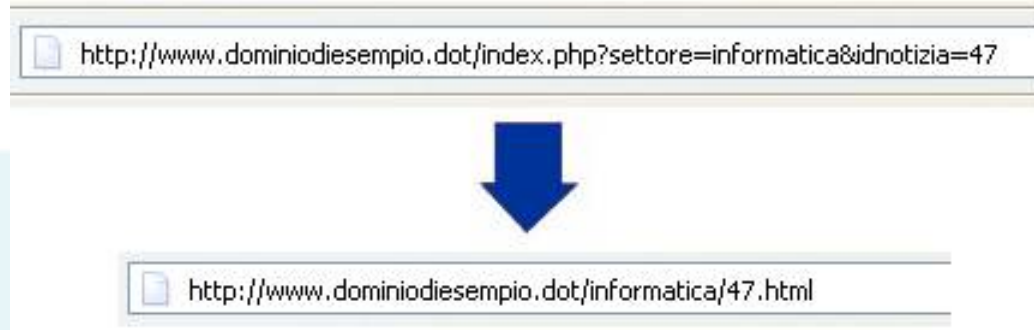 http://www.dominiodiesempio.dot/index.php?settore=informatica&idnotizia=47
http://www.dominiodiesempio.dot/informatica/47.html